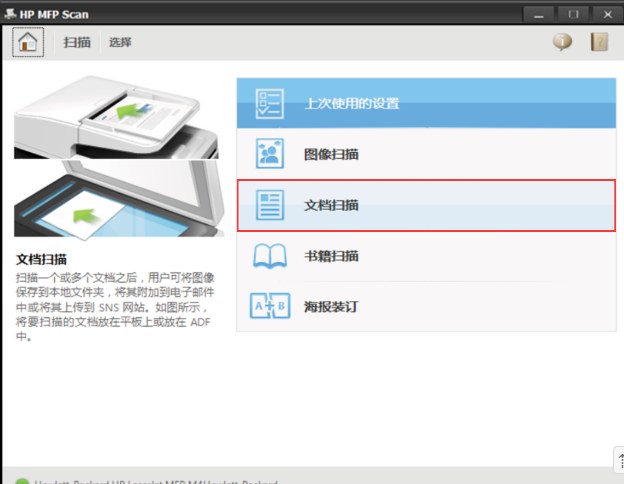 HP MFP Scan
扫描 选择
上次使用的设置
图像扫描
文档扫描
书籍扫描
A+B 海报装订
文档扫描
扫描一个或多个文档之后，用户可将图像
保存到本地文件夹，将其附加到电子邮件
中或将其上传到 SNS 网站。如图所示，
将要扫描的文档放在平板上或放在 ADF
中。